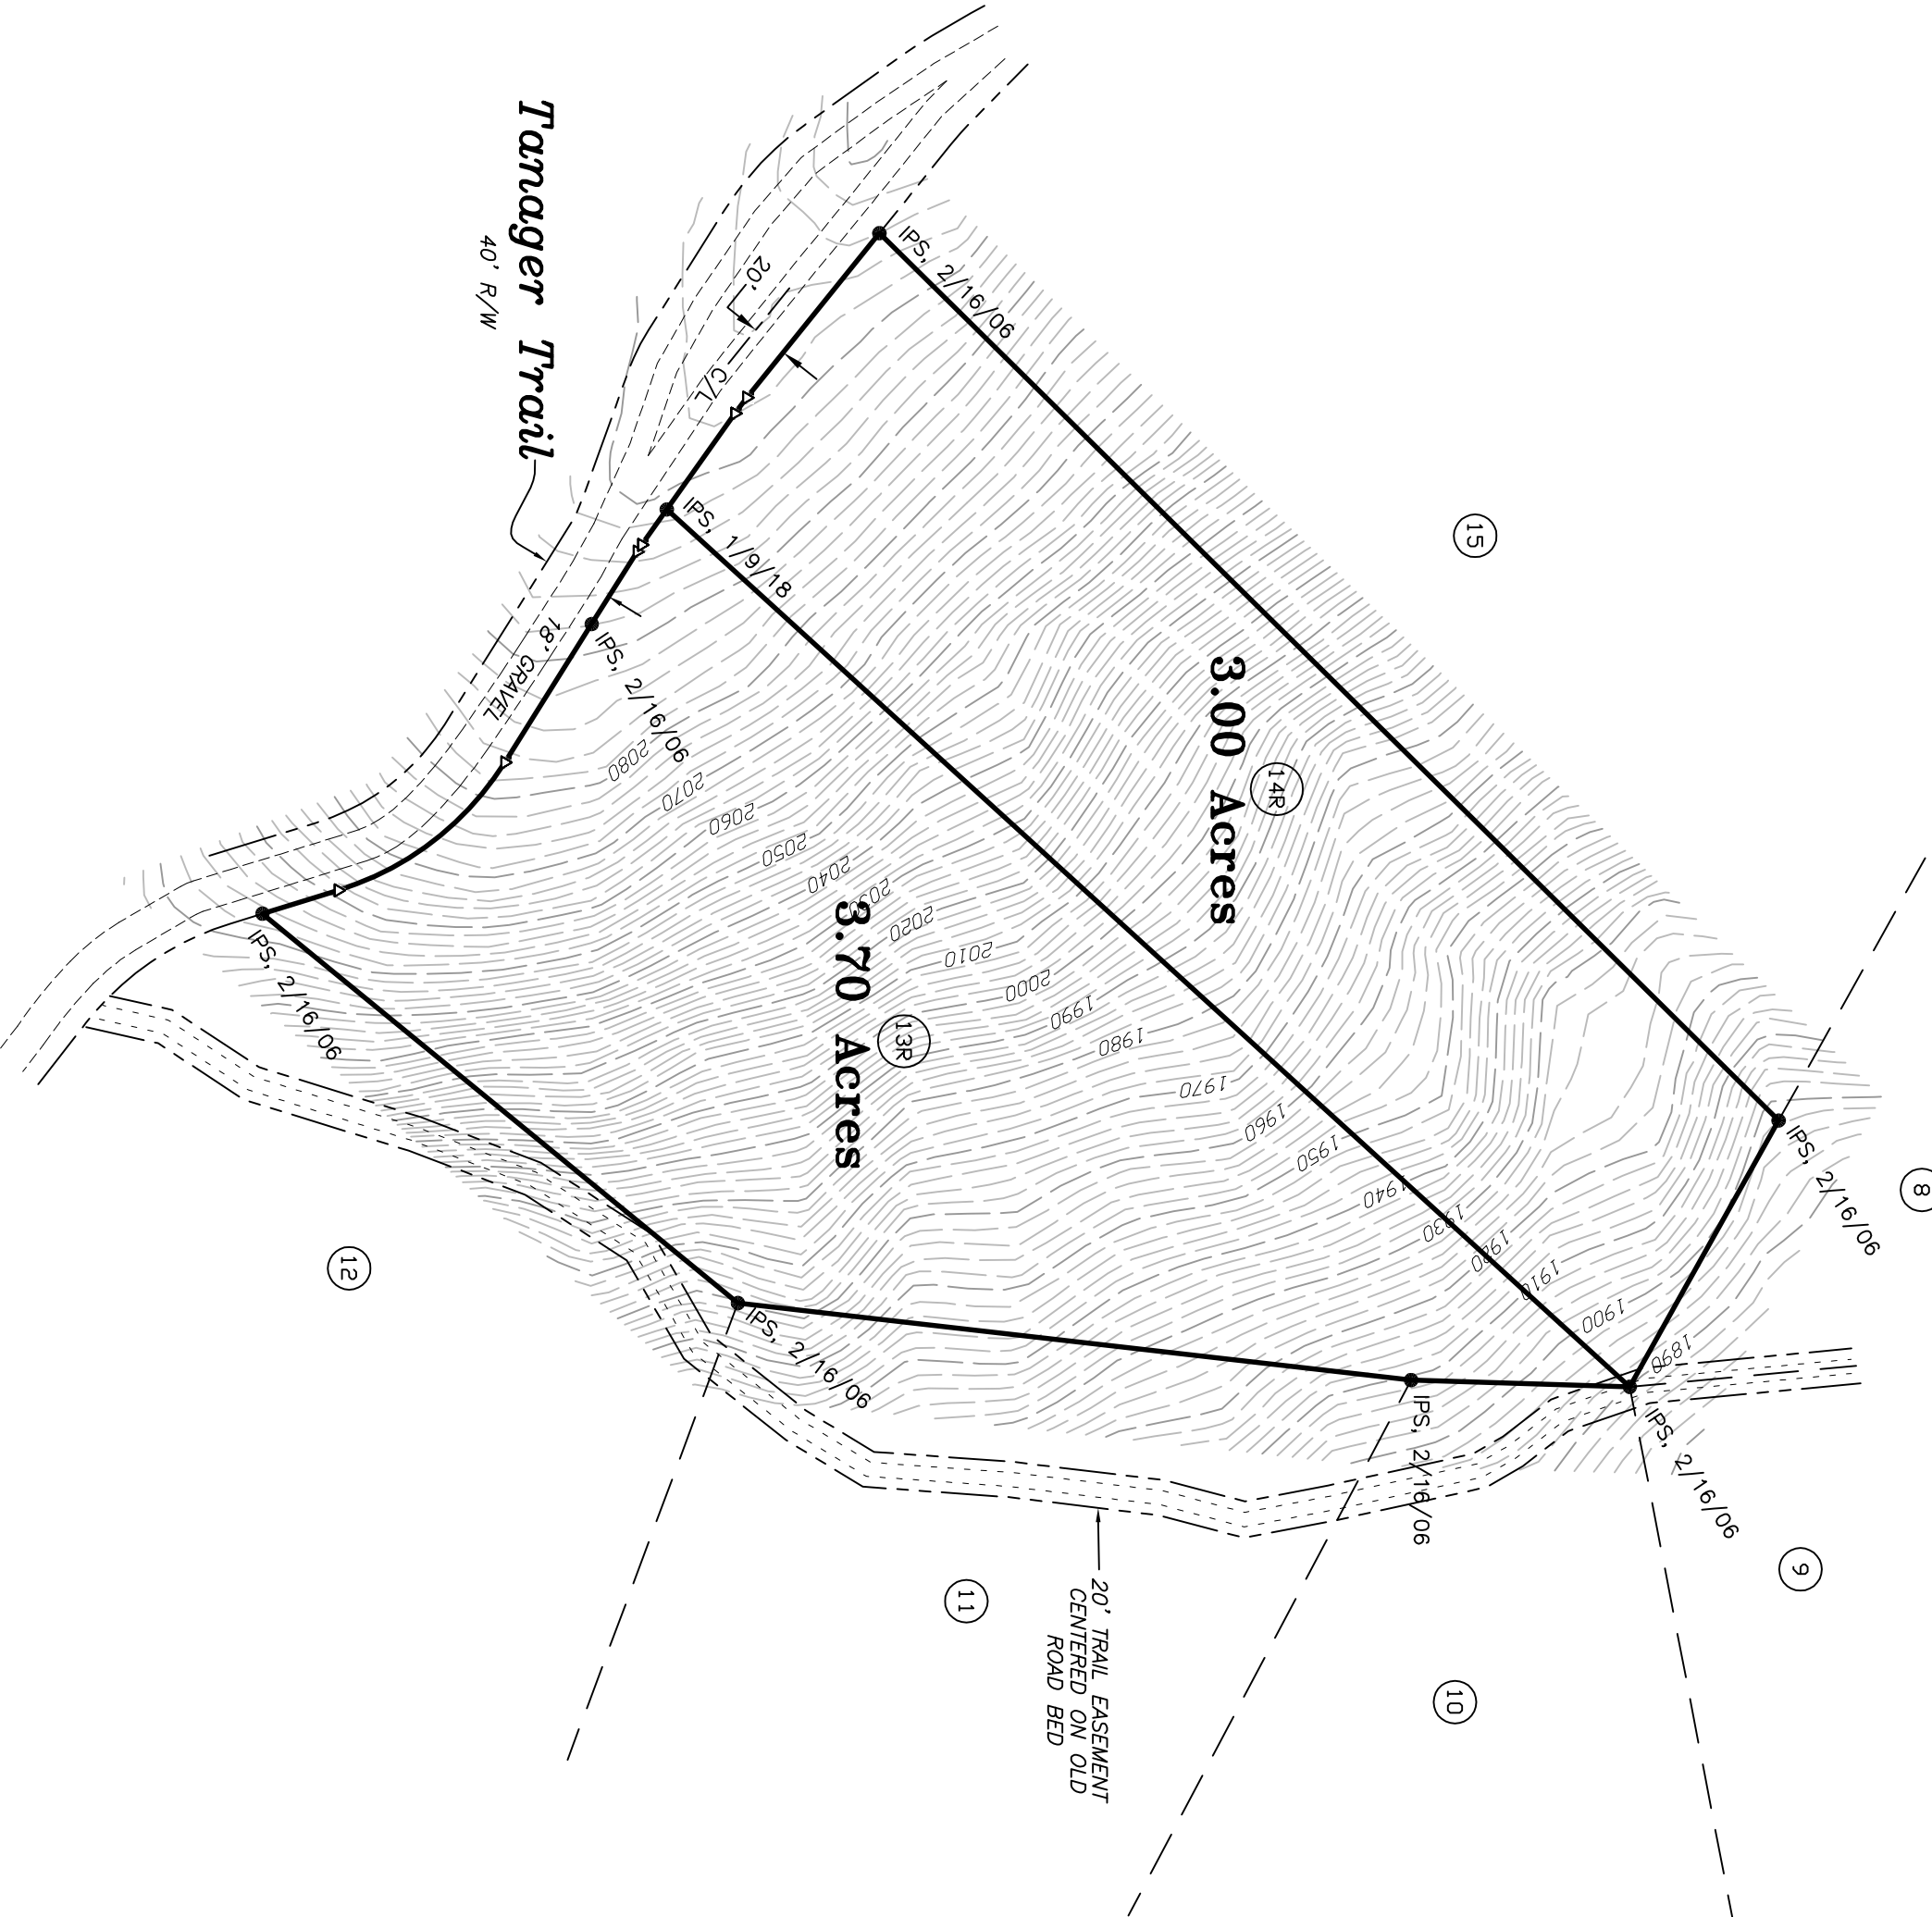 Tanager Trail
40' R/W
20'
C/L
18' GRAVEL
IPS, 2/16/06
IPS, 1/9/18
IPS, 2/16/06
IPS, 2/16/06
IPS, 2/16/06
IPS, 2/16/06
IPS, 2/16/06
IPS, 2/16/06
15
14R
3.00 Acres
13R
3.70 Acres
8
9
10
11
12
2080
2070
2060
2050
2040
2030
2020
2010
2000
1990
1980
1970
1960
1950
1940
1930
1920
1910
1900
1890
20' TRAIL EASEMENT
CENTERED ON OLD
ROAD BED